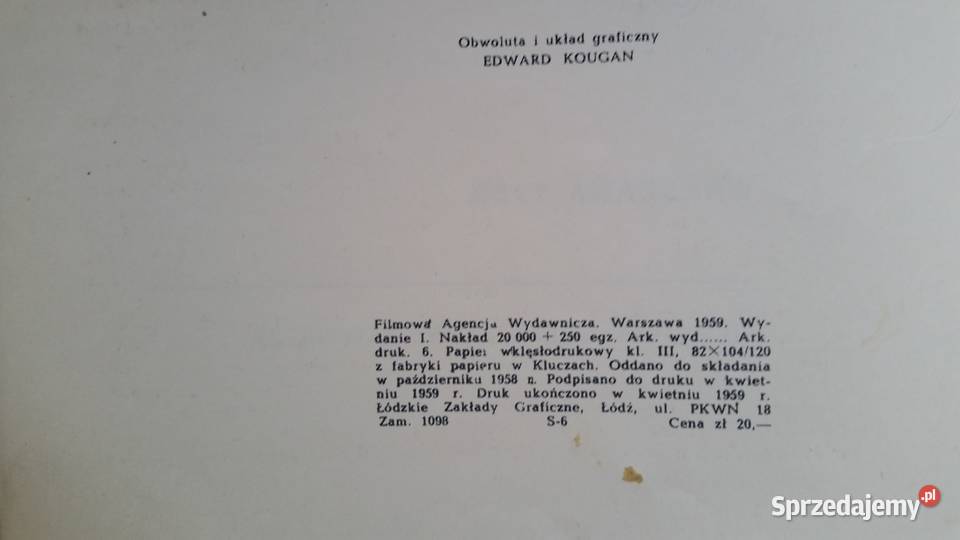 Obwoluta i układ graficzny
EDWARD KOUGAN
Filmowa Agencja Wydawnicza. Warszawa 1959. Wy-
danie I. Nakład 20 000 + 250 egz. Ark. wyd...... Ark.
druk. 6. Papier wklęsłodrukowy kl. III, 82×104/120
z fabryki papieru w Kluczach. Oddano do składania
w październiku 1958 r. Podpisano do druku w kwiet-
niu 1959 r. Druk ukończono w kwietniu 1959 r.
Łódzkie Zakłady Graficzne, Łódź, ul. PKWN 18
Zam. 1098 S-6 Cena zł 20,—
Sprzedajemy.pl